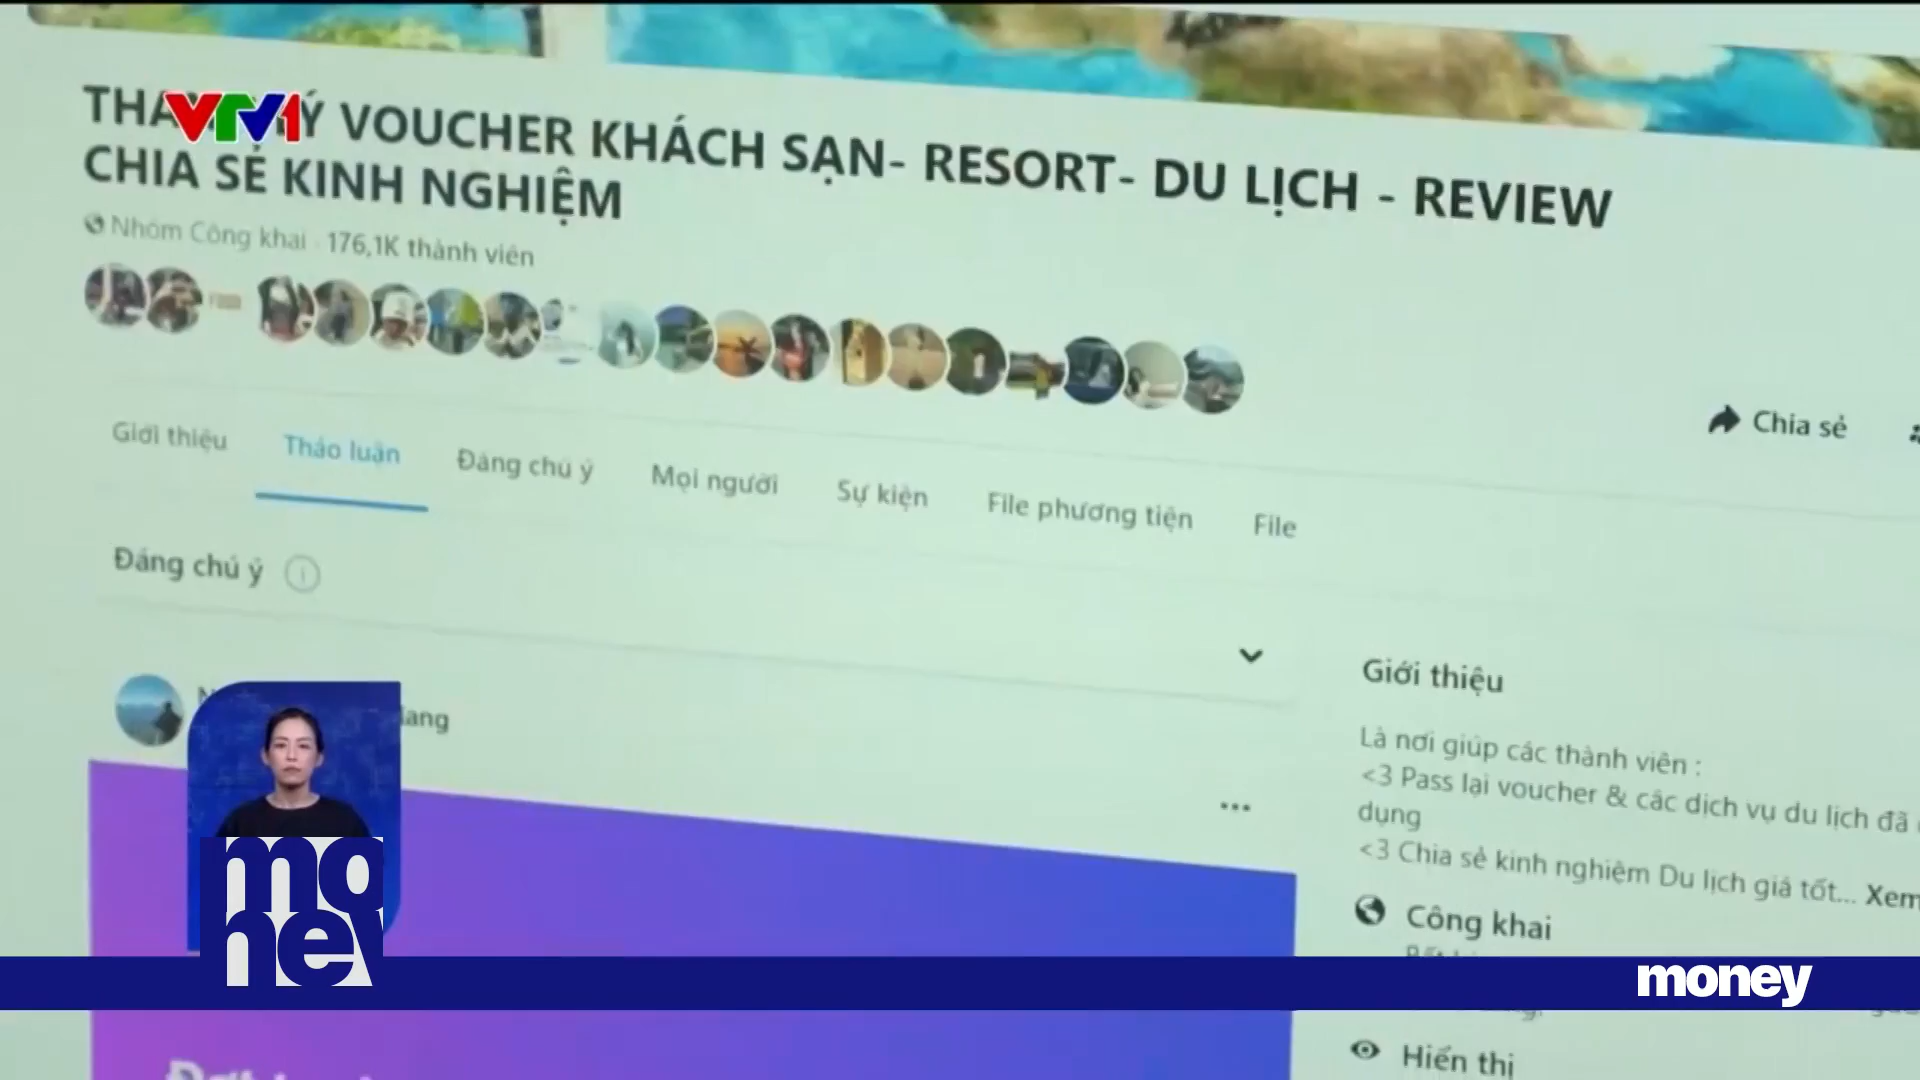 VTV1
VOUCHER KHÁCH SẠN- RESORT- DU LỊCH - REVIEW
CHIA SẺ KINH NGHIỆM
Nhóm Công khai · 176,1K thành viên
Chia sẻ
Giới thiệu
Thảo luận
Đáng chú ý
Mọi người
Sự kiện
File phương tiện
File
Đáng chú ý
Giới thiệu
Là nơi giúp các thành viên :
<3 Pass lại voucher & các dịch vụ du lịch đã
dụng
<3 Chia sẻ kinh nghiệm Du lịch giá tốt... Xem
Công khai
money
Hiển thị